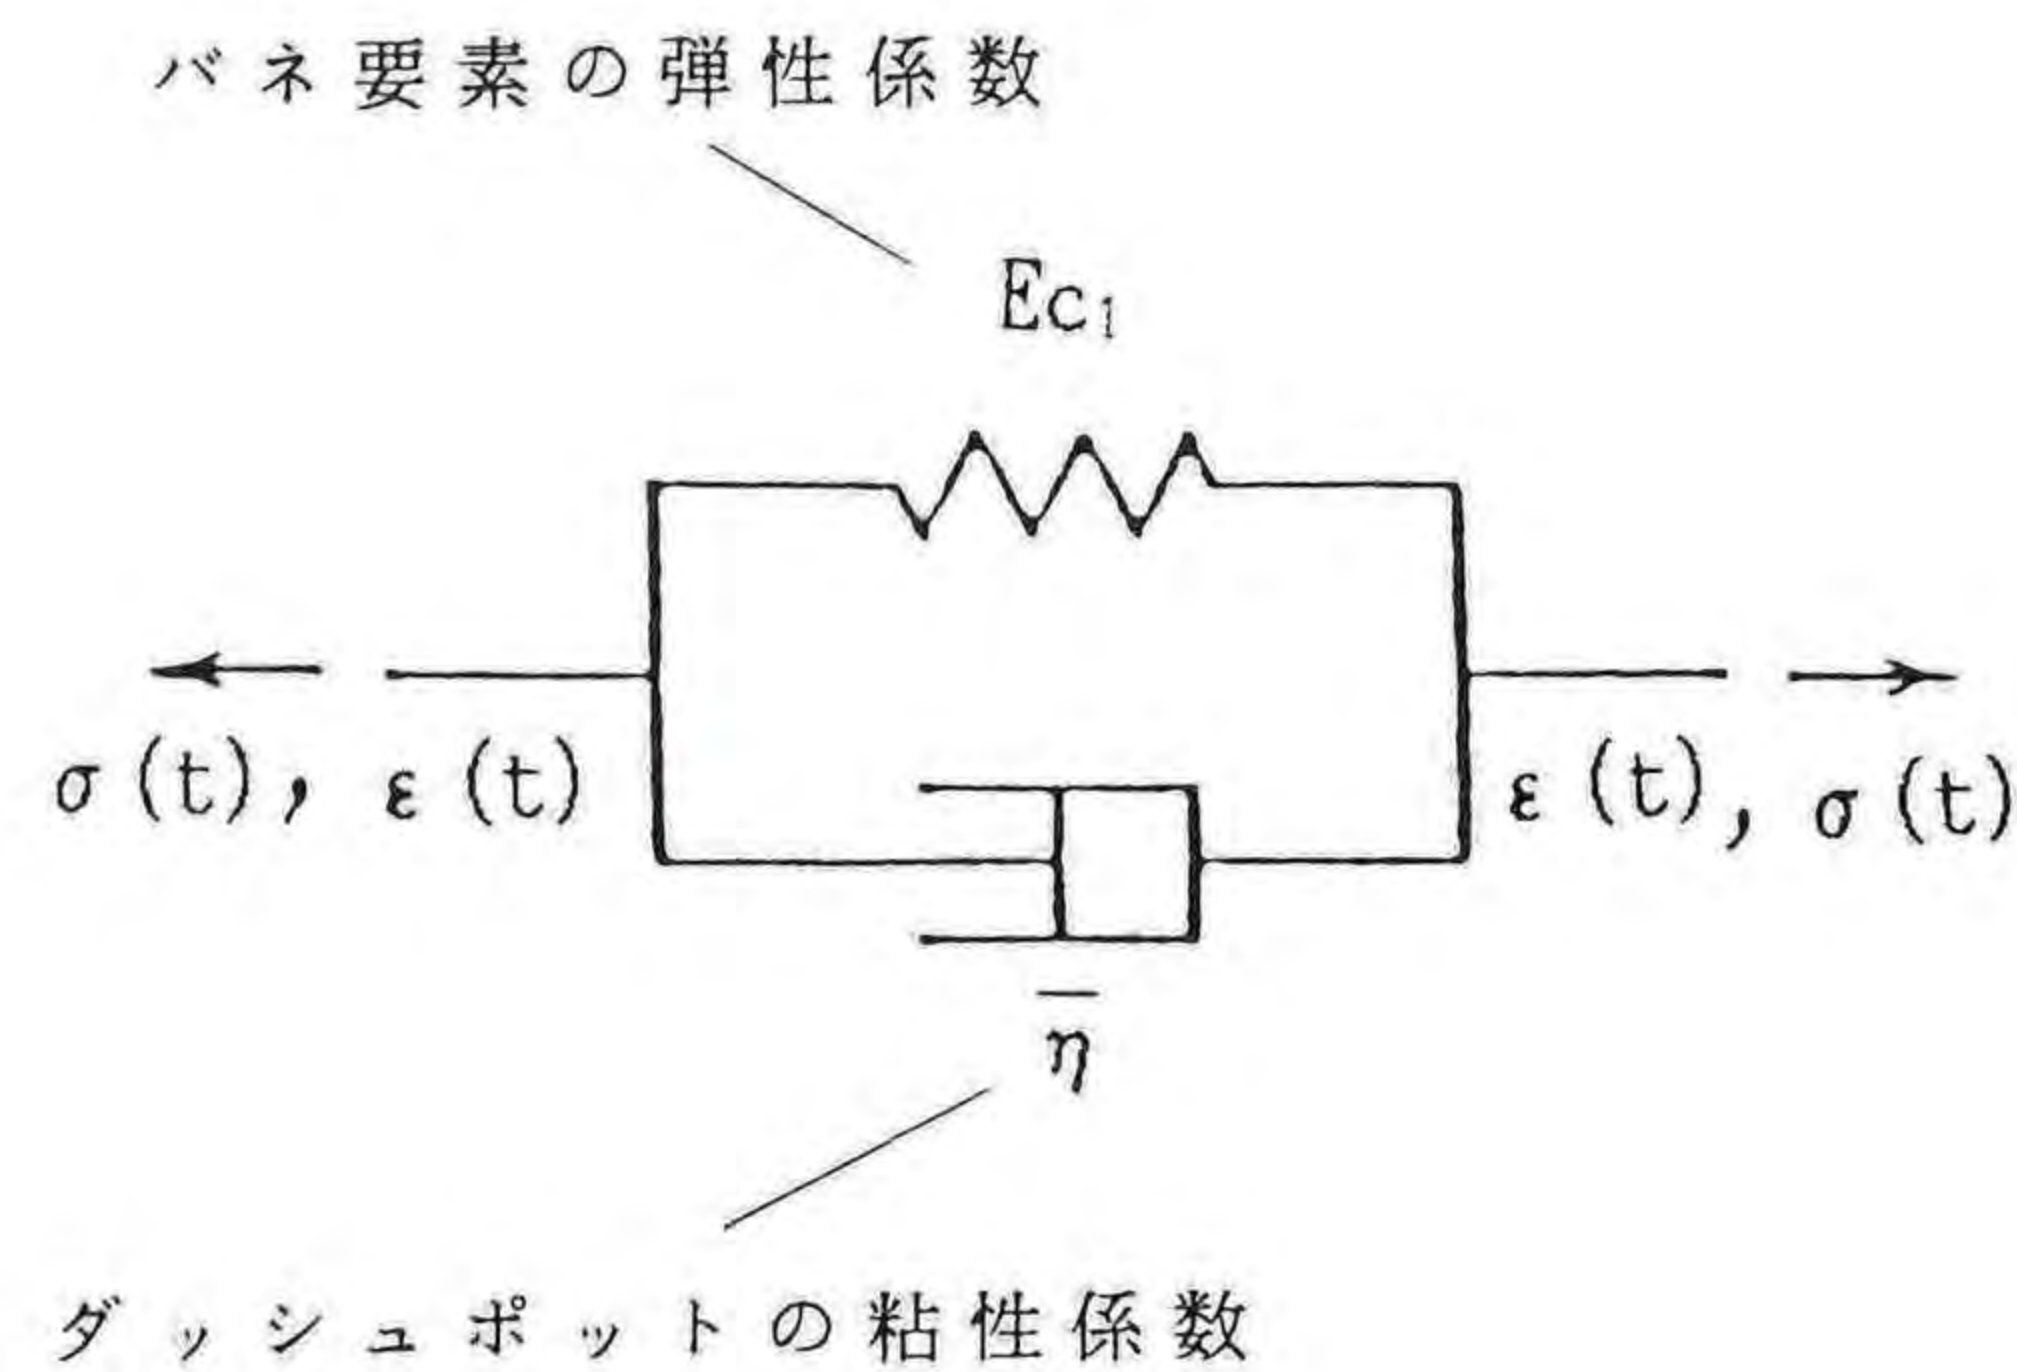 バネ要素の弾性係数
Ec₁
σ(t), ε(t)
ε(t), σ(t)
η̅
ダッシュポットの粘性係数